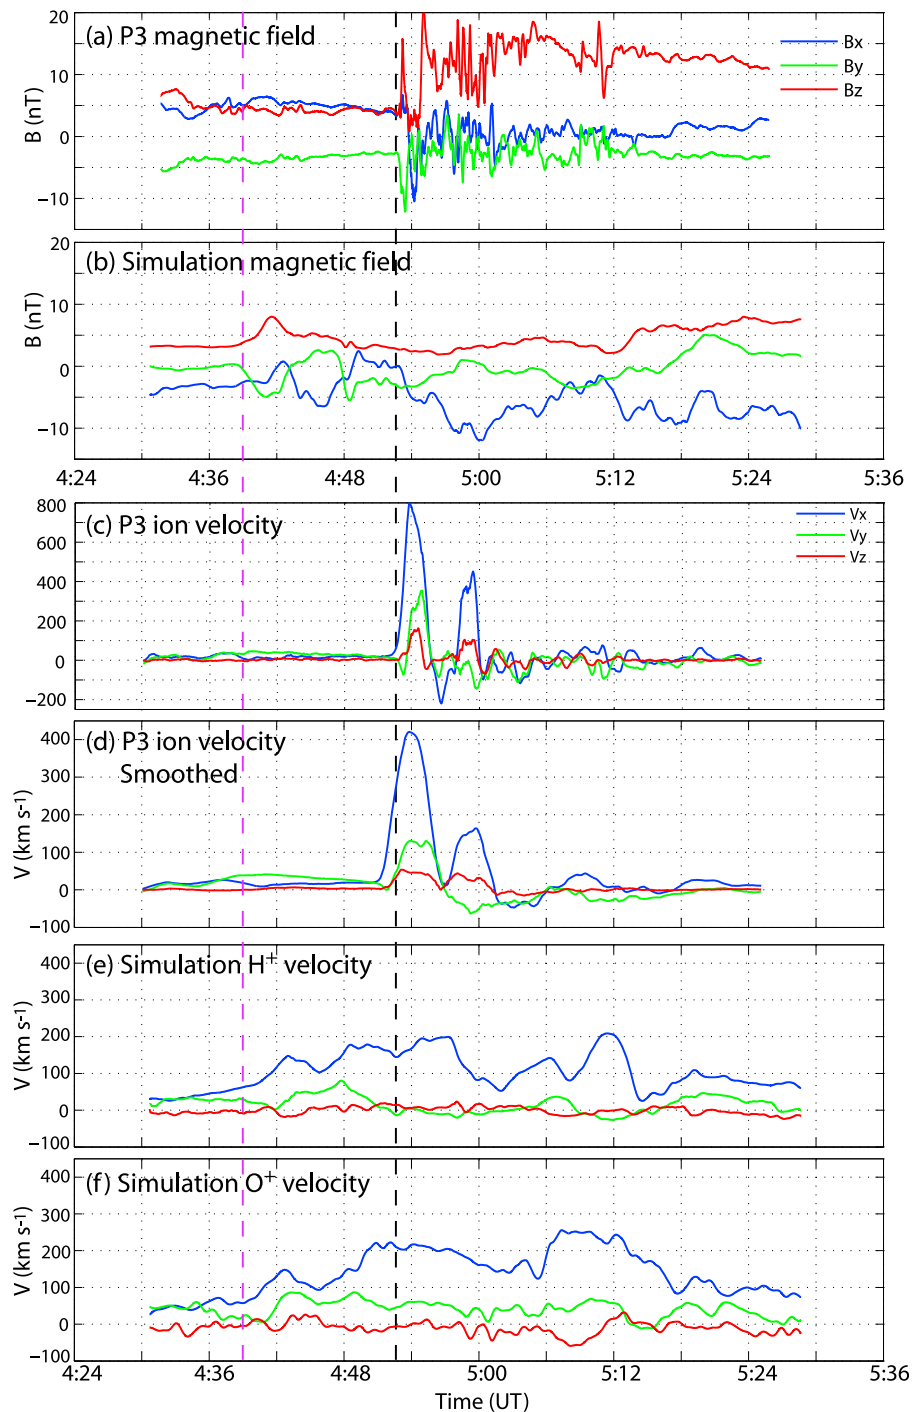 (a) P3 magnetic field
Bx
By
Bz
B (nT)
20
10
0
−10
(b) Simulation magnetic field
B (nT)
20
10
0
−10
4:24
4:36
4:48
5:00
5:12
5:24
5:36
(c) P3 ion velocity
Vx
Vy
Vz
800
600
400
200
0
−200
(d) P3 ion velocity
Smoothed
V (km s-1)
400
300
200
100
0
−100
(e) Simulation H+ velocity
V (km s-1)
400
300
200
100
0
−100
(f) Simulation O+ velocity
V (km s-1)
400
300
200
100
0
−100
4:24
4:36
4:48
5:00
5:12
5:24
5:36
Time (UT)